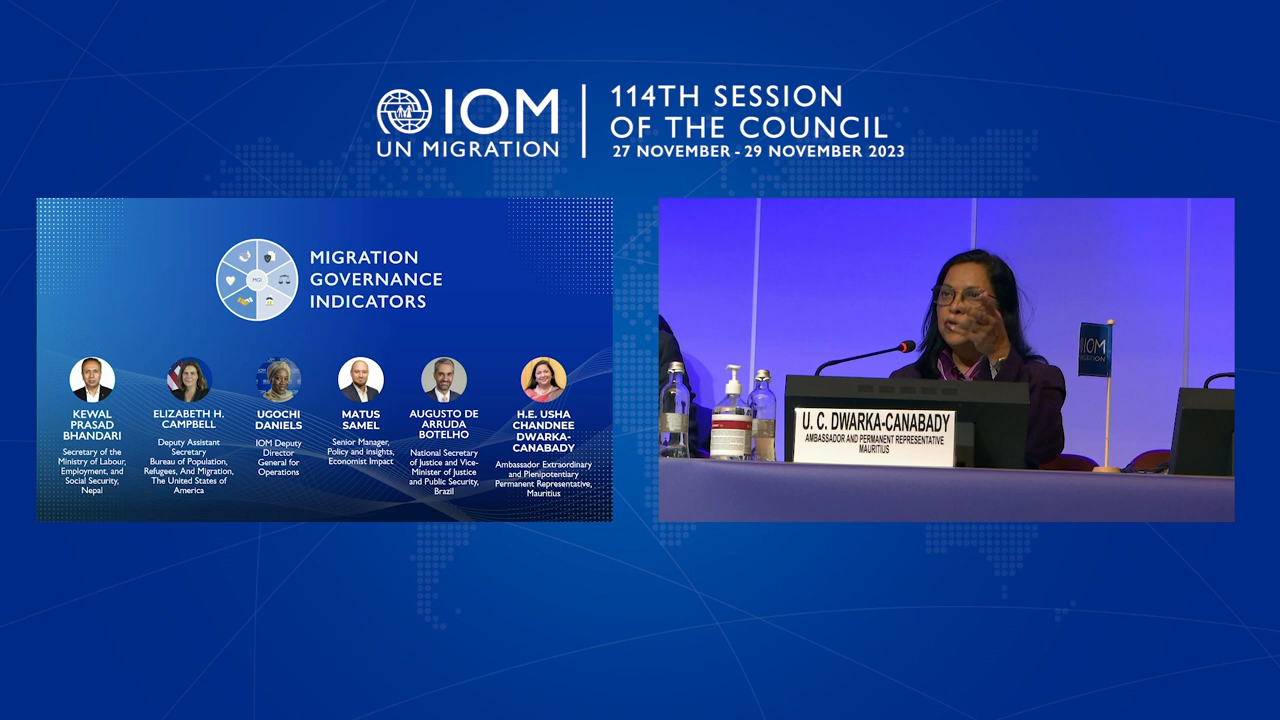 IOM
UN MIGRATION
114TH SESSION
OF THE COUNCIL
27 NOVEMBER - 29 NOVEMBER 2023
MGI
MIGRATION
GOVERNANCE
INDICATORS
KEWAL
PRASAD
BHANDARI
Secretary of the
Ministry of Labour,
Employment, and
Social Security,
Nepal
ELIZABETH H.
CAMPBELL
Deputy Assistant
Secretary
Bureau of Population,
Refugees, And Migration,
The United States of
America
UGOCHI
DANIELS
IOM Deputy
Director
General for
Operations
MATUS
SAMEL
Senior Manager,
Policy and insights,
Economist Impact
AUGUSTO DE
ARRUDA
BOTELHO
National Secretary
of Justice and Vice-
Minister of Justice
and Public Security,
Brazil
H.E. USHA
CHANDNEE
DWARKA-
CANABADY
Ambassador Extraordinary
and Plenipotentiary
Permanent Representative,
Mauritius
IOM
MIGRATION
U. C. DWARKA-CANABADY
AMBASSADOR AND PERMANENT REPRESENTATIVE
MAURITIUS